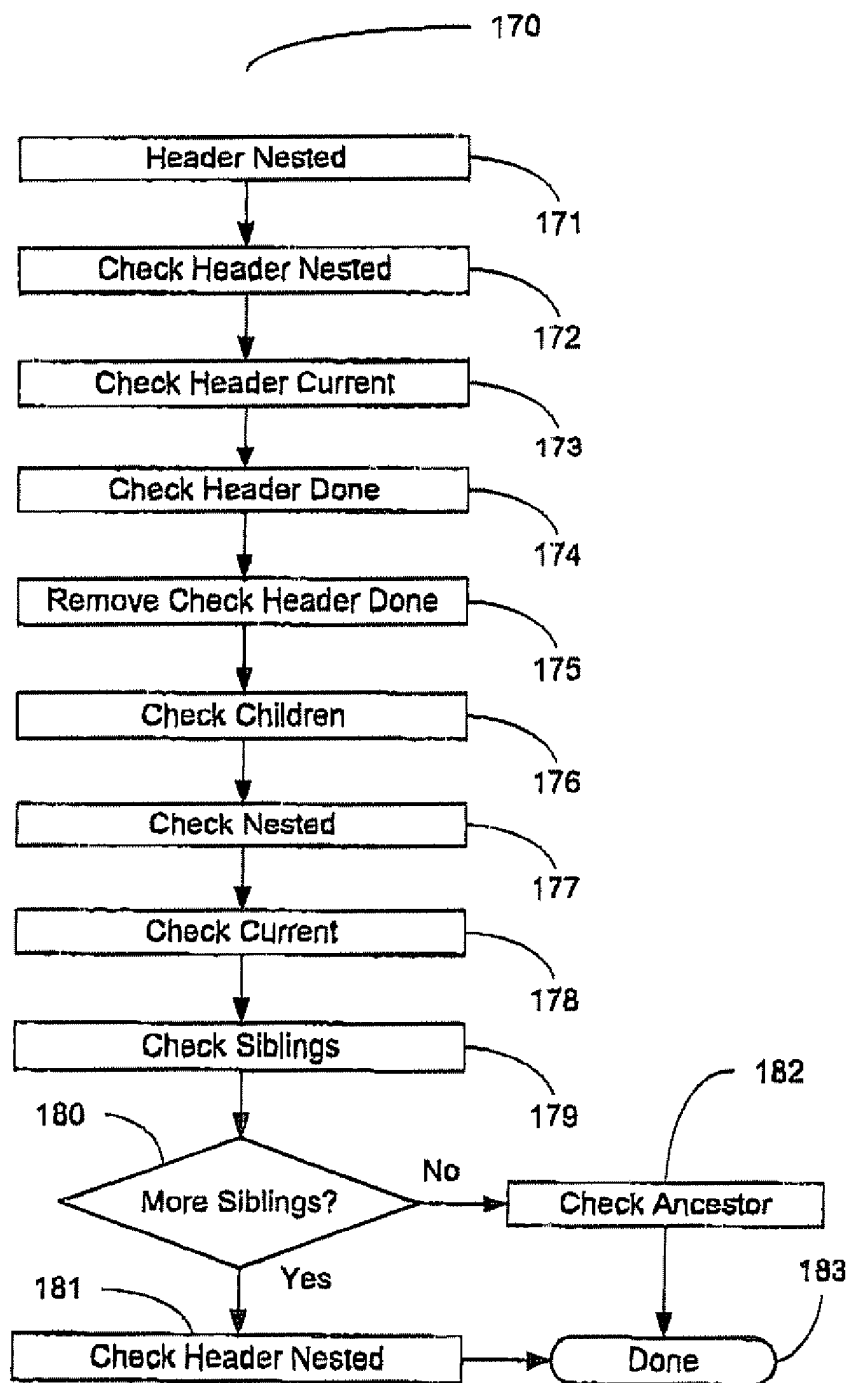 170
Header Nested
171
Check Header Nested
172
Check Header Current
173
Check Header Done
174
Remove Check Header Done
175
Check Children
176
Check Nested
177
Check Current
178
Check Siblings
179
180
182
More Siblings?
No
Check Ancestor
Yes
181
183
Check Header Nested
Done